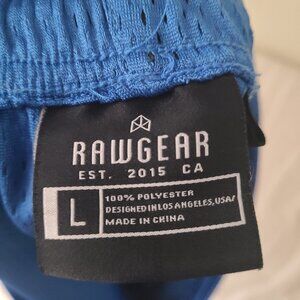 RAWGEAR
EST. 2015 CA
L
100% POLYESTER
DESIGNED IN LOS ANGELES, USA/
MADE IN CHINA